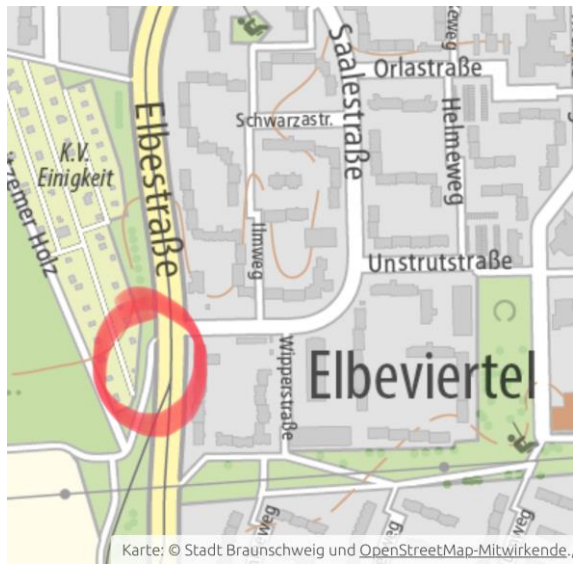 Saalestraße
Orlastraße
Schwarzastr.
Helmeweg
Elbestraße
K.V.
Einigkeit
Ilmweg
Unstrutstraße
Wipperstraße
Elbeviertel
Karte: © Stadt Braunschweig und OpenStreetMap-Mitwirkende.,